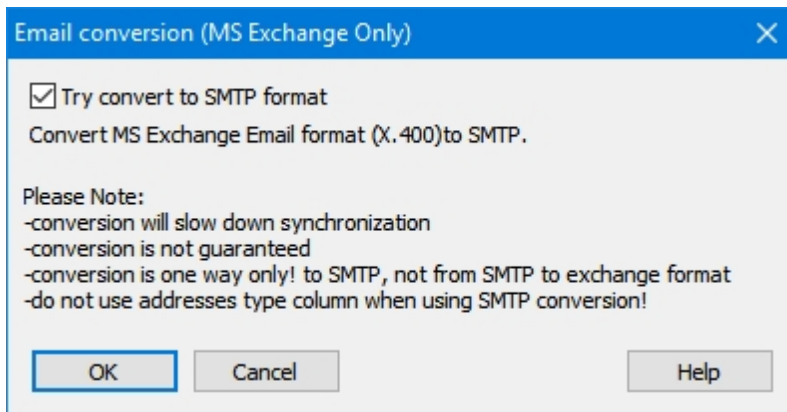 Email conversion (MS Exchange Only)
Try convert to SMTP format
Convert MS Exchange Email format (X.400)to SMTP.
Please Note:
-conversion will slow down synchronization
-conversion is not guaranteed
-conversion is one way only! to SMTP, not from SMTP to exchange format
-do not use addresses type column when using SMTP conversion!
OK Cancel Help